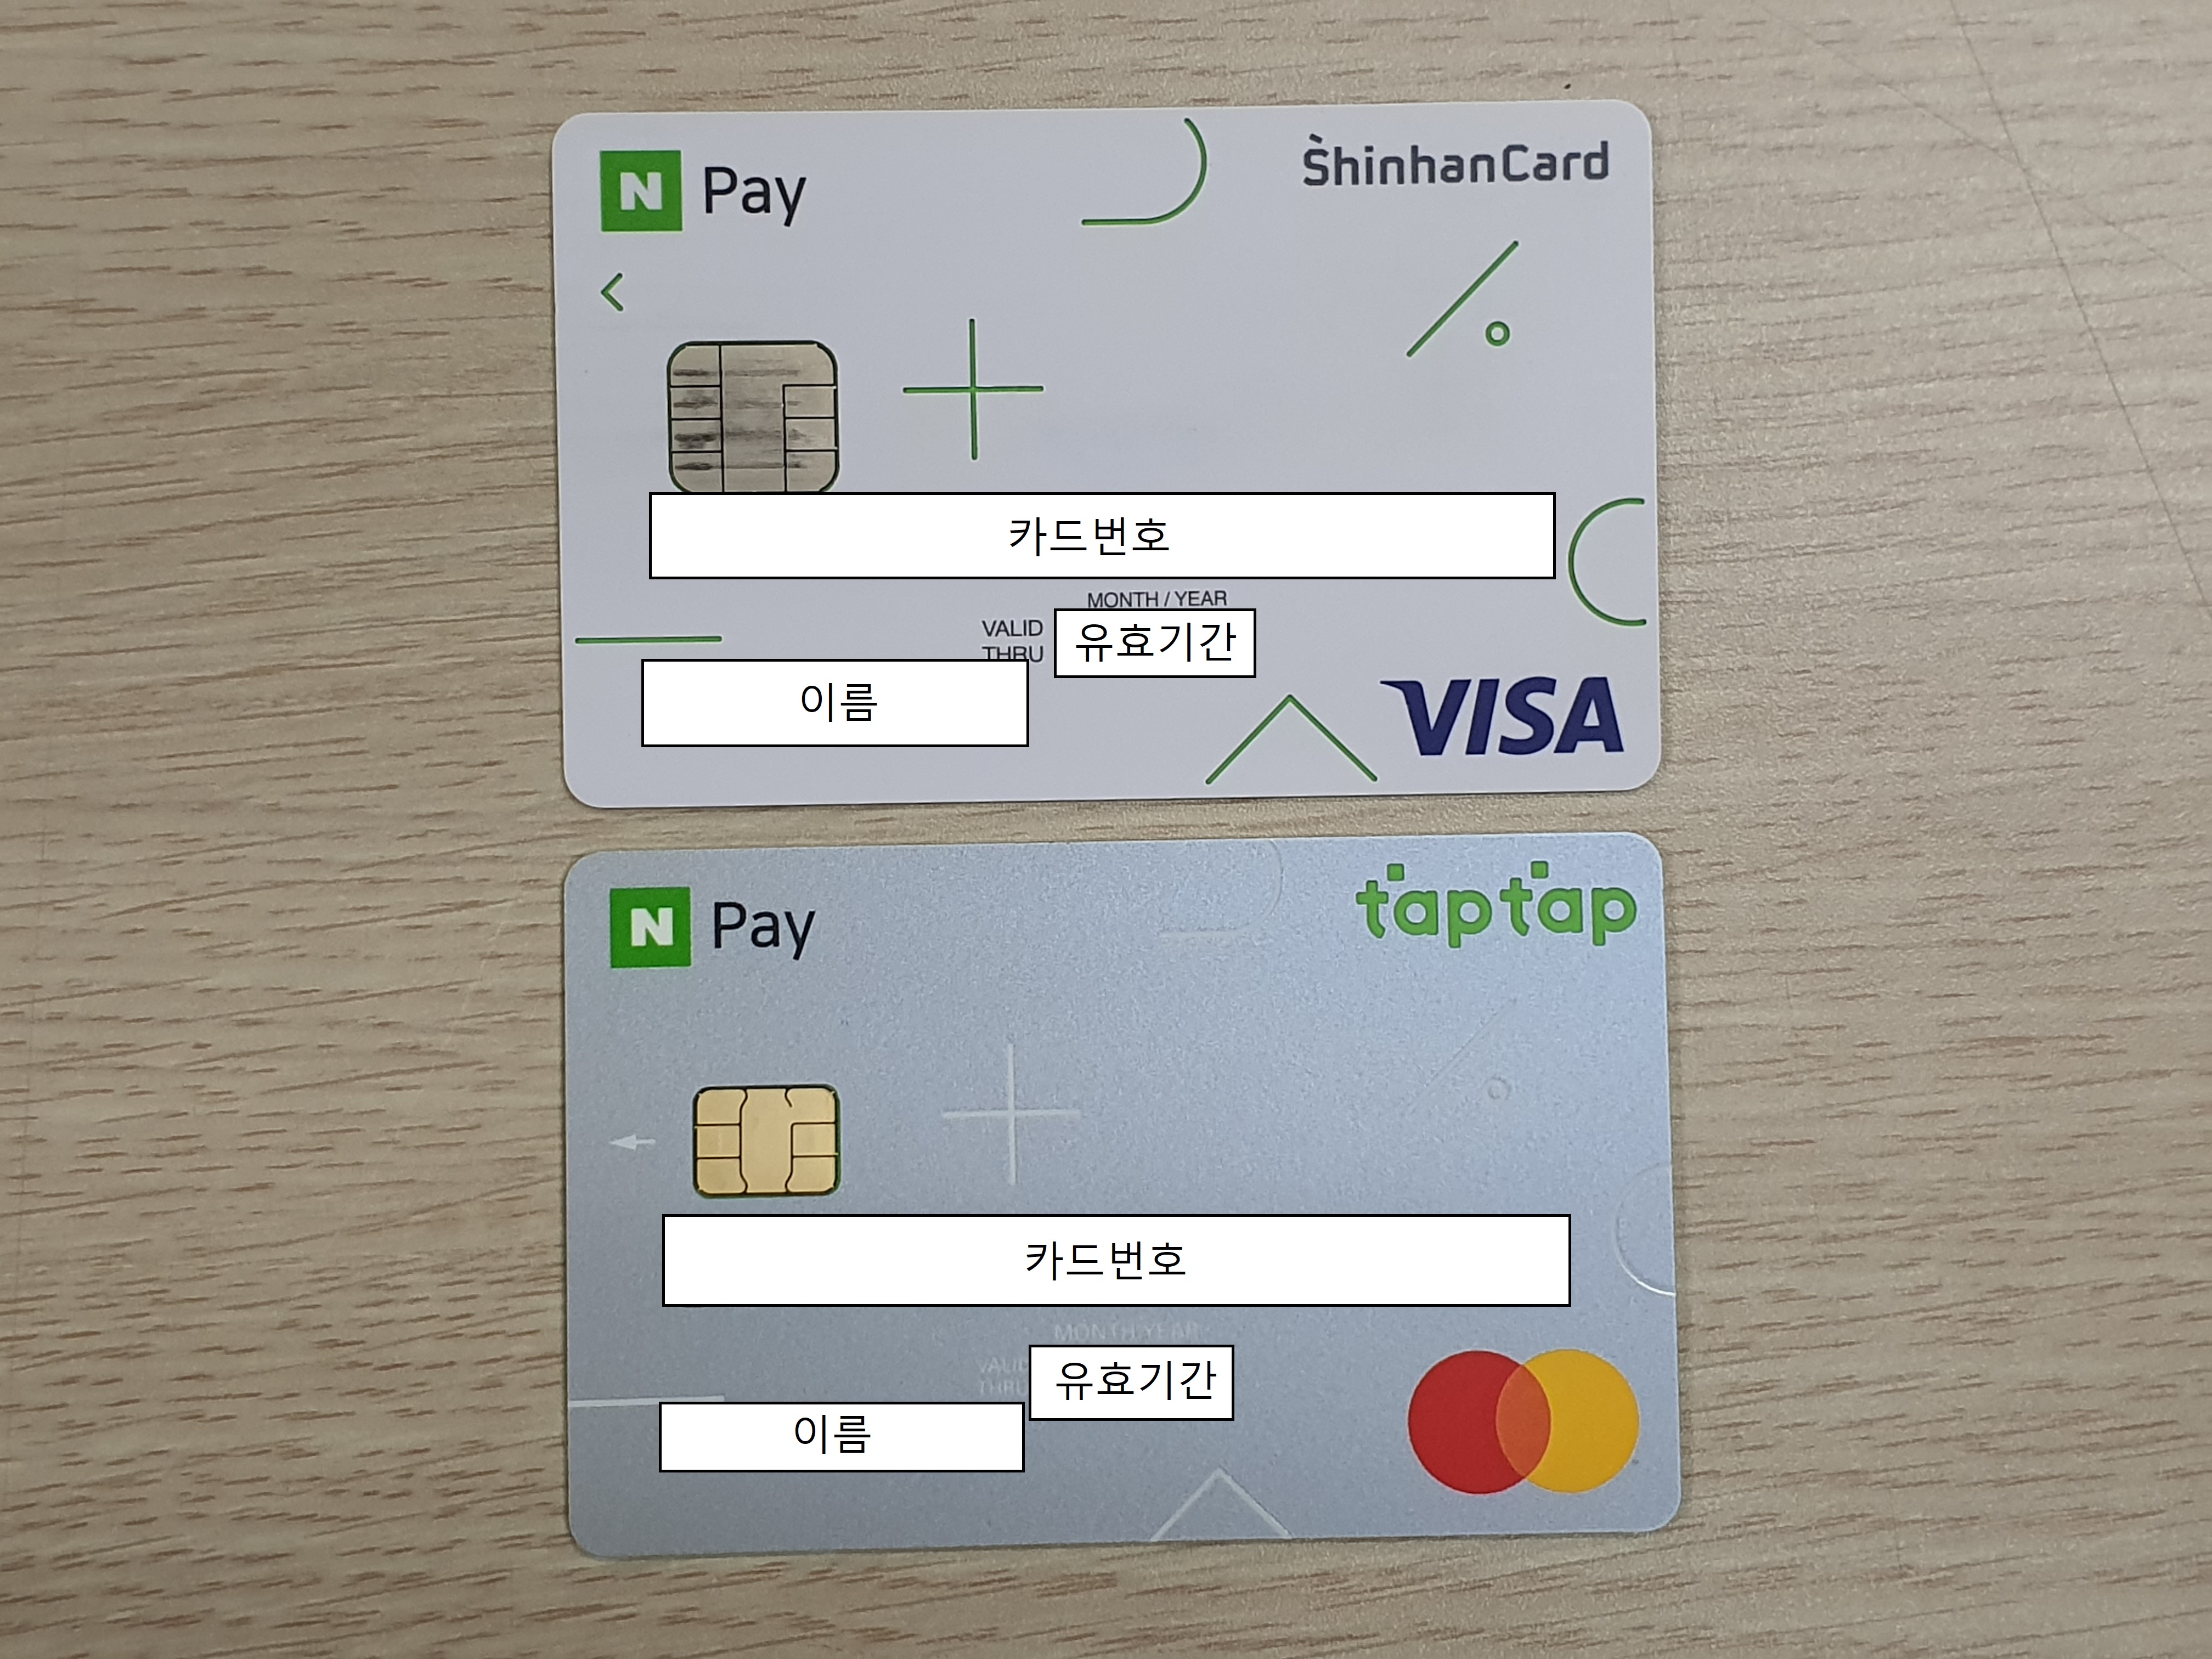 N Pay
ShinhanCard
카드번호
MONTH / YEAR
VALID
THRU
유효기간
이름
VISA
N Pay
taptap
카드번호
MONTH/YEAR
VALID
THRU
유효기간
이름